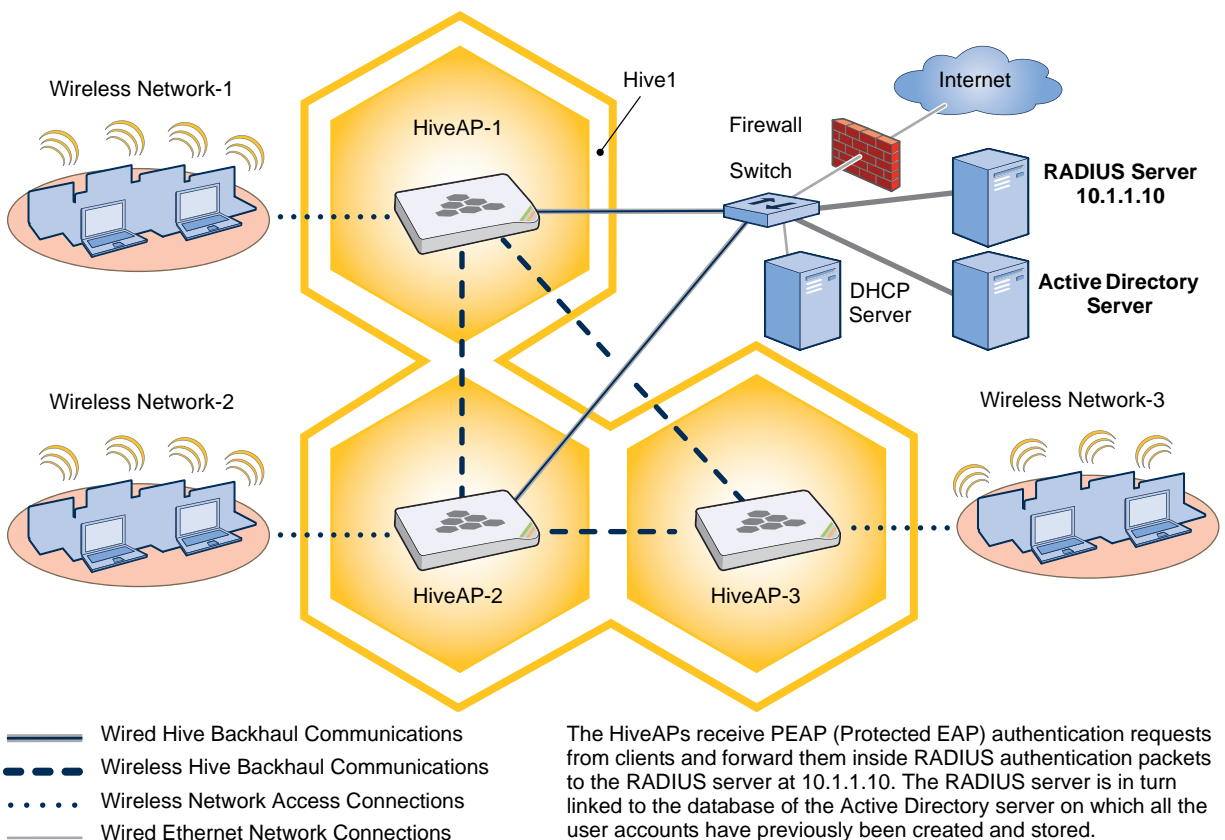 Wireless Network-1
HiveAP-1
Hive1
Internet
Firewall
Switch
RADIUS Server
10.1.1.10
DHCP
Server
Active Directory
Server
Wireless Network-2
HiveAP-2
HiveAP-3
Wireless Network-3
Wired Hive Backhaul Communications
Wireless Hive Backhaul Communications
Wireless Network Access Connections
Wired Ethernet Network Connections
The HiveAPs receive PEAP (Protected EAP) authentication requests
from clients and forward them inside RADIUS authentication packets
to the RADIUS server at 10.1.1.10. The RADIUS server is in turn
linked to the database of the Active Directory server on which all the
user accounts have previously been created and stored.